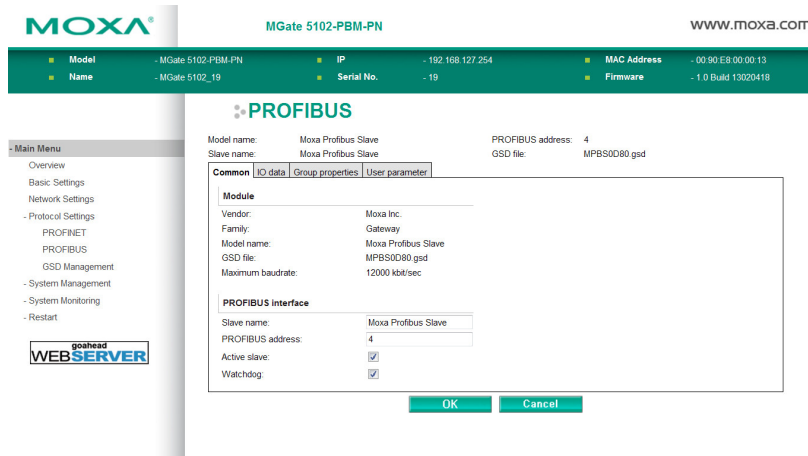 MOXA®
MGate 5102-PBM-PN
www.moxa.com
Model - MGate 5102-PBM-PN IP - 192.168.127.254 MAC Address - 00:90:E8:00:00:13
Name - MGate 5102_19 Serial No. - 19 Firmware - 1.0 Build 13020418
- Main Menu
Overview
Basic Settings
Network Settings
- Protocol Settings
PROFINET
PROFIBUS
GSD Management
- System Management
- System Monitoring
- Restart
goahead
WEBSERVER
PROFIBUS
Model name: Moxa Profibus Slave PROFIBUS address: 4
Slave name: Moxa Profibus Slave GSD file: MPBS0D80.gsd
Common IO data Group properties User parameter
Module
Vendor: Moxa Inc.
Family: Gateway
Model name: Moxa Profibus Slave
GSD file: MPBS0D80.gsd
Maximum baudrate: 12000 kbit/sec
PROFIBUS interface
Slave name: Moxa Profibus Slave
PROFIBUS address: 4
Active slave:
Watchdog:
OK Cancel